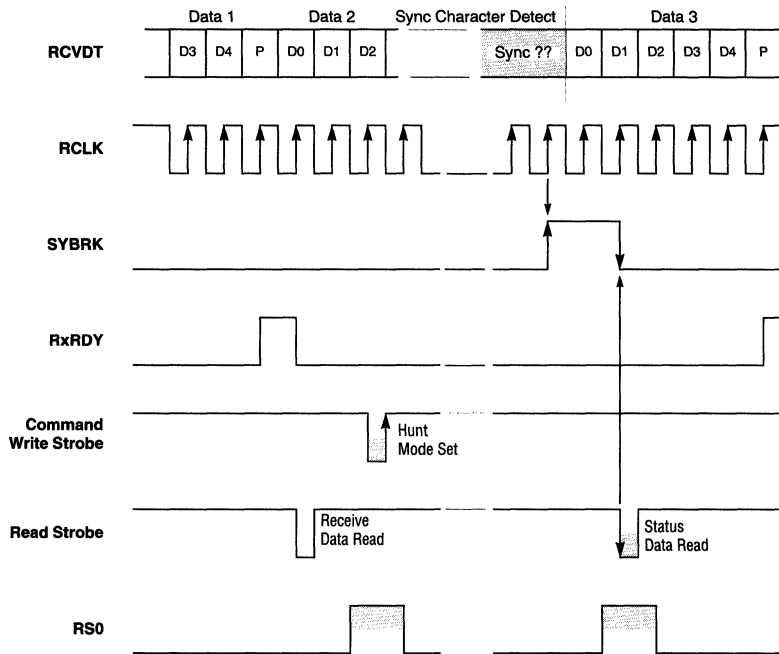 Data 1 Data 2 Sync Character Detect Data 3
RCVDT D3 D4 P D0 D1 D2 Sync ?? D0 D1 D2 D3 D4 P
RCLK
SYBRK
RxRDY
Command
Write Strobe
Hunt
Mode Set
Read Strobe
Receive
Data Read
Status
Data Read
RS0